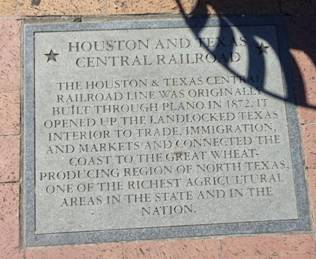 HOUSTON AND TEXAS
CENTRAL RAILROAD
THE HOUSTON & TEXAS CENTRAL
RAILROAD LINE WAS ORIGINALLY
BUILT THROUGH PLANO IN 1872. IT
OPENED UP THE LANDLOCKED TEXAS
INTERIOR TO TRADE, IMMIGRATION,
AND MARKETS AND CONNECTED THE
COAST TO THE GREAT WHEAT-
PRODUCING REGION OF NORTH TEXAS,
ONE OF THE RICHEST AGRICULTURAL
AREAS IN THE STATE AND IN THE
NATION.